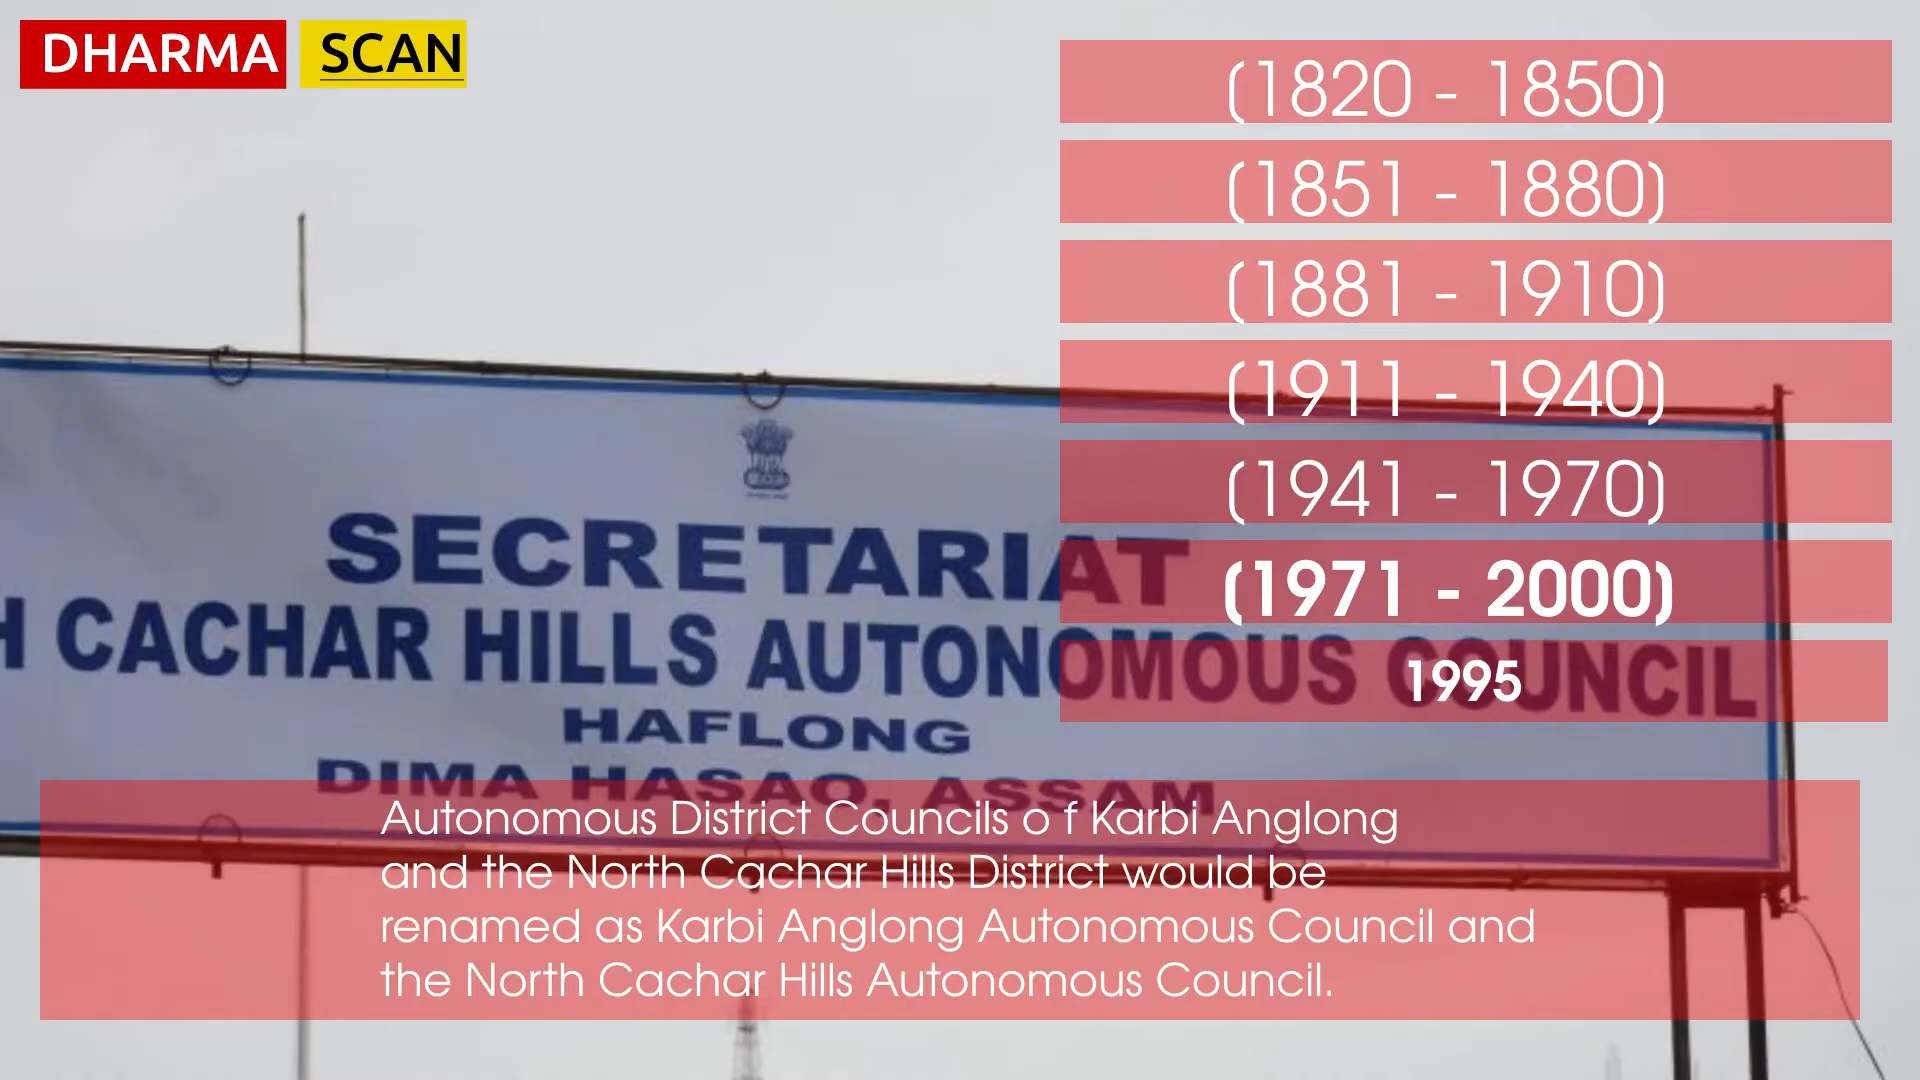 DHARMA SCAN
(1820 - 1850)
(1851 - 1880)
(1881 - 1910)
(1911 - 1940)
(1941 - 1970)
(1971 - 2000)
1995
SECRETARIAT
H CACHAR HILLS AUTONOMOUS COUNCIL
HAFLONG
DIMA HASAO, ASSAM
Autonomous District Councils o f Karbi Anglong
and the North Cachar Hills District would be
renamed as Karbi Anglong Autonomous Council and
the North Cachar Hills Autonomous Council.